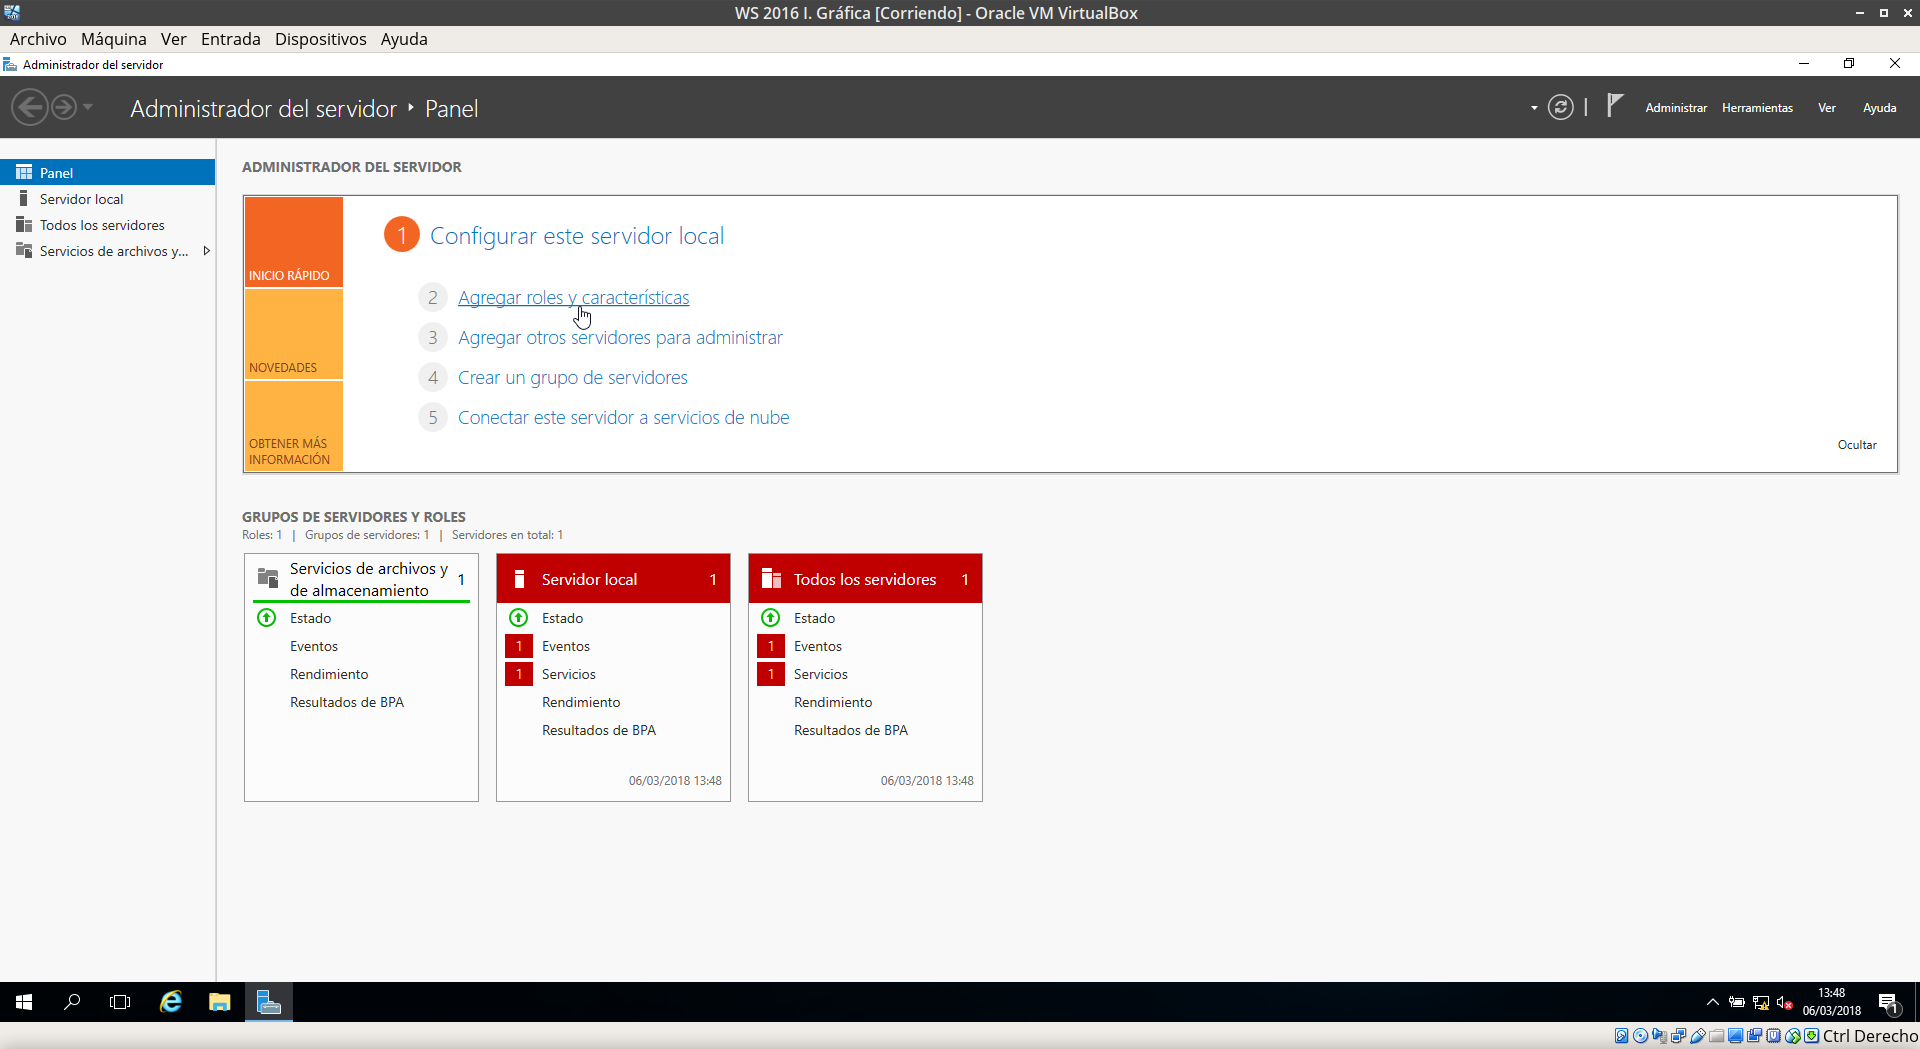 WS 2016 I. Gráfica [Corriendo] - Oracle VM VirtualBox
Archivo Máquina Ver Entrada Dispositivos Ayuda
Administrador del servidor
Administrador del servidor Panel
Administrar Herramientas Ver Ayuda
Panel
Servidor local
Todos los servidores
Servicios de archivos y...
ADMINISTRADOR DEL SERVIDOR
INICIO RÁPIDO
NOVEDADES
OBTENER MÁS
INFORMACIÓN
1 Configurar este servidor local
2 Agregar roles y características
3 Agregar otros servidores para administrar
4 Crear un grupo de servidores
5 Conectar este servidor a servicios de nube
Ocultar
GRUPOS DE SERVIDORES Y ROLES
Roles: 1 | Grupos de servidores: 1 | Servidores en total: 1
Servicios de archivos y
de almacenamiento 1
Estado
Eventos
Rendimiento
Resultados de BPA
Servidor local 1
Estado
1 Eventos
1 Servicios
Rendimiento
Resultados de BPA
06/03/2018 13:48
Todos los servidores 1
Estado
1 Eventos
1 Servicios
Rendimiento
Resultados de BPA
06/03/2018 13:48
13:48
06/03/2018
1
Ctrl Derecho